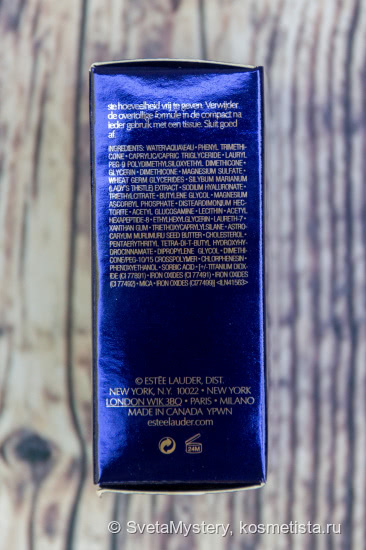 ste hoeveelheid vrij te geven. Verwijder
de overtollige formule in de compact na
ieder gebruik met een tissue. Sluit goed
af.
INGREDIENTS: WATER\AQUA\EAU • PHENYL TRIMETHI-
CONE • CAPRYLIC/CAPRIC TRIGLYCERIDE • LAURYL
PEG-9 POLYDIMETHYLSILOXYETHYL DIMETHICONE •
GLYCERIN • DIMETHICONE • MAGNESIUM SULFATE •
WHEAT GERM GLYCERIDES • SILYBUM MARIANUM
(LADY'S THISTLE) EXTRACT • SODIUM HYALURONATE •
TRIETHYLCITRATE • BUTYLENE GLYCOL • MAGNESIUM
ASCORBYL PHOSPHATE • DISTEARDIMONIUM HEC-
TORITE • ACETYL GLUCOSAMINE • LECITHIN • ACETYL
HEXAPEPTIDE-8 • ETHYLHEXYLGLYCERIN • LAURETH-7 •
XANTHAN GUM • TRIETHOXYCAPRYLYLSILANE • ASTRO-
CARYUM MURUMURU SEED BUTTER • CHOLESTEROL •
PENTAERYTHRITYL TETRA-DI-T-BUTYL HYDROXYHY-
DROCINNAMATE • DIPROPYLENE GLYCOL • DIMETHI-
CONE/PEG-10/15 CROSSPOLYMER • CHLORPHENESIN •
PHENOXYETHANOL • SORBIC ACID • [+/- TITANIUM DIOX-
IDE (CI 77891) • IRON OXIDES (CI 77491) • IRON OXIDES
(CI 77492) • MICA • IRON OXIDES (CI77499)] <ILN41563>
© ESTĒE LAUDER, DIST.
NEW YORK, N.Y. 10022 • NEW YORK
LONDON W1K 3BQ • PARIS • MILANO
MADE IN CANADA YPWN
esteelauder.com
24M
© SvetaMystery, kosmetista.ru